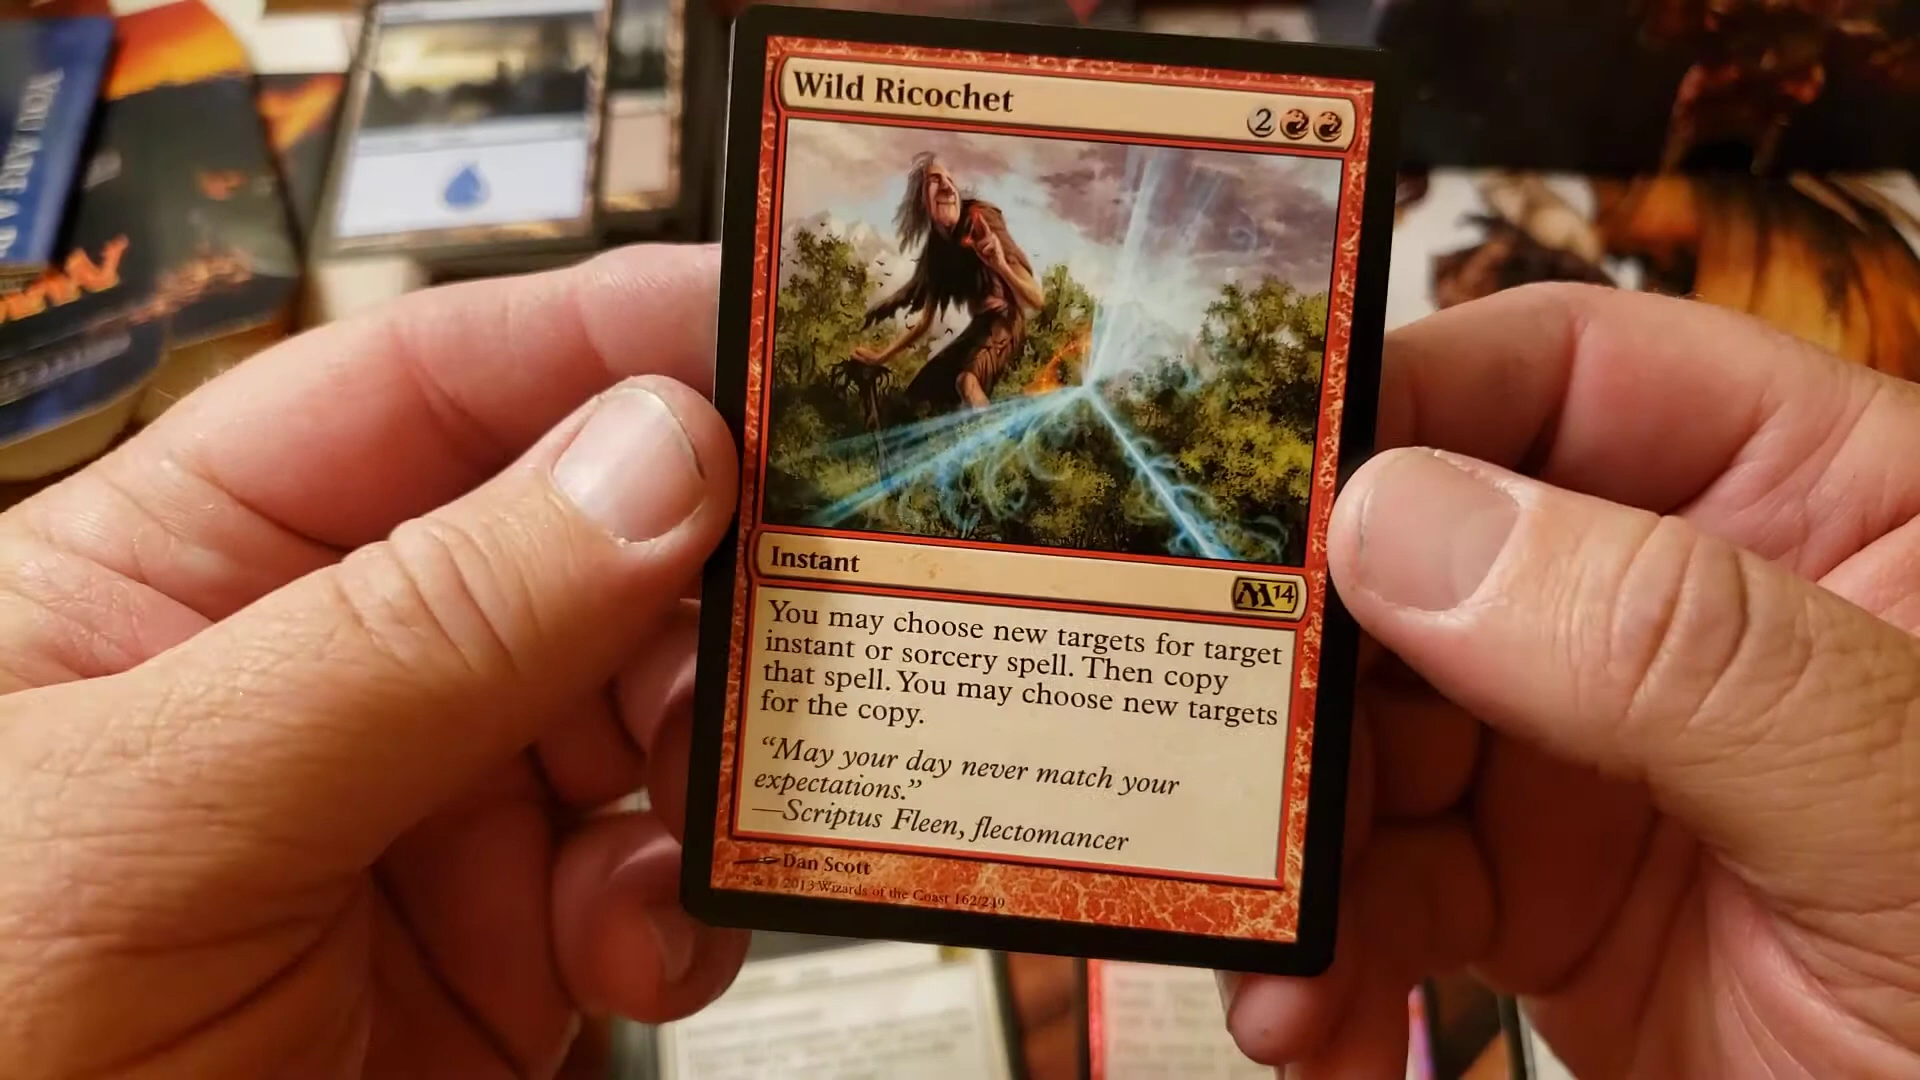 YOU ARE A
Wild Ricochet
2
Instant
M14
You may choose new targets for target
instant or sorcery spell. Then copy
that spell. You may choose new targets
for the copy.
“May your day never match your
expectations.”
—Scriptus Fleen, flectomancer
Dan Scott
& © 2013 Wizards of the Coast 162/249